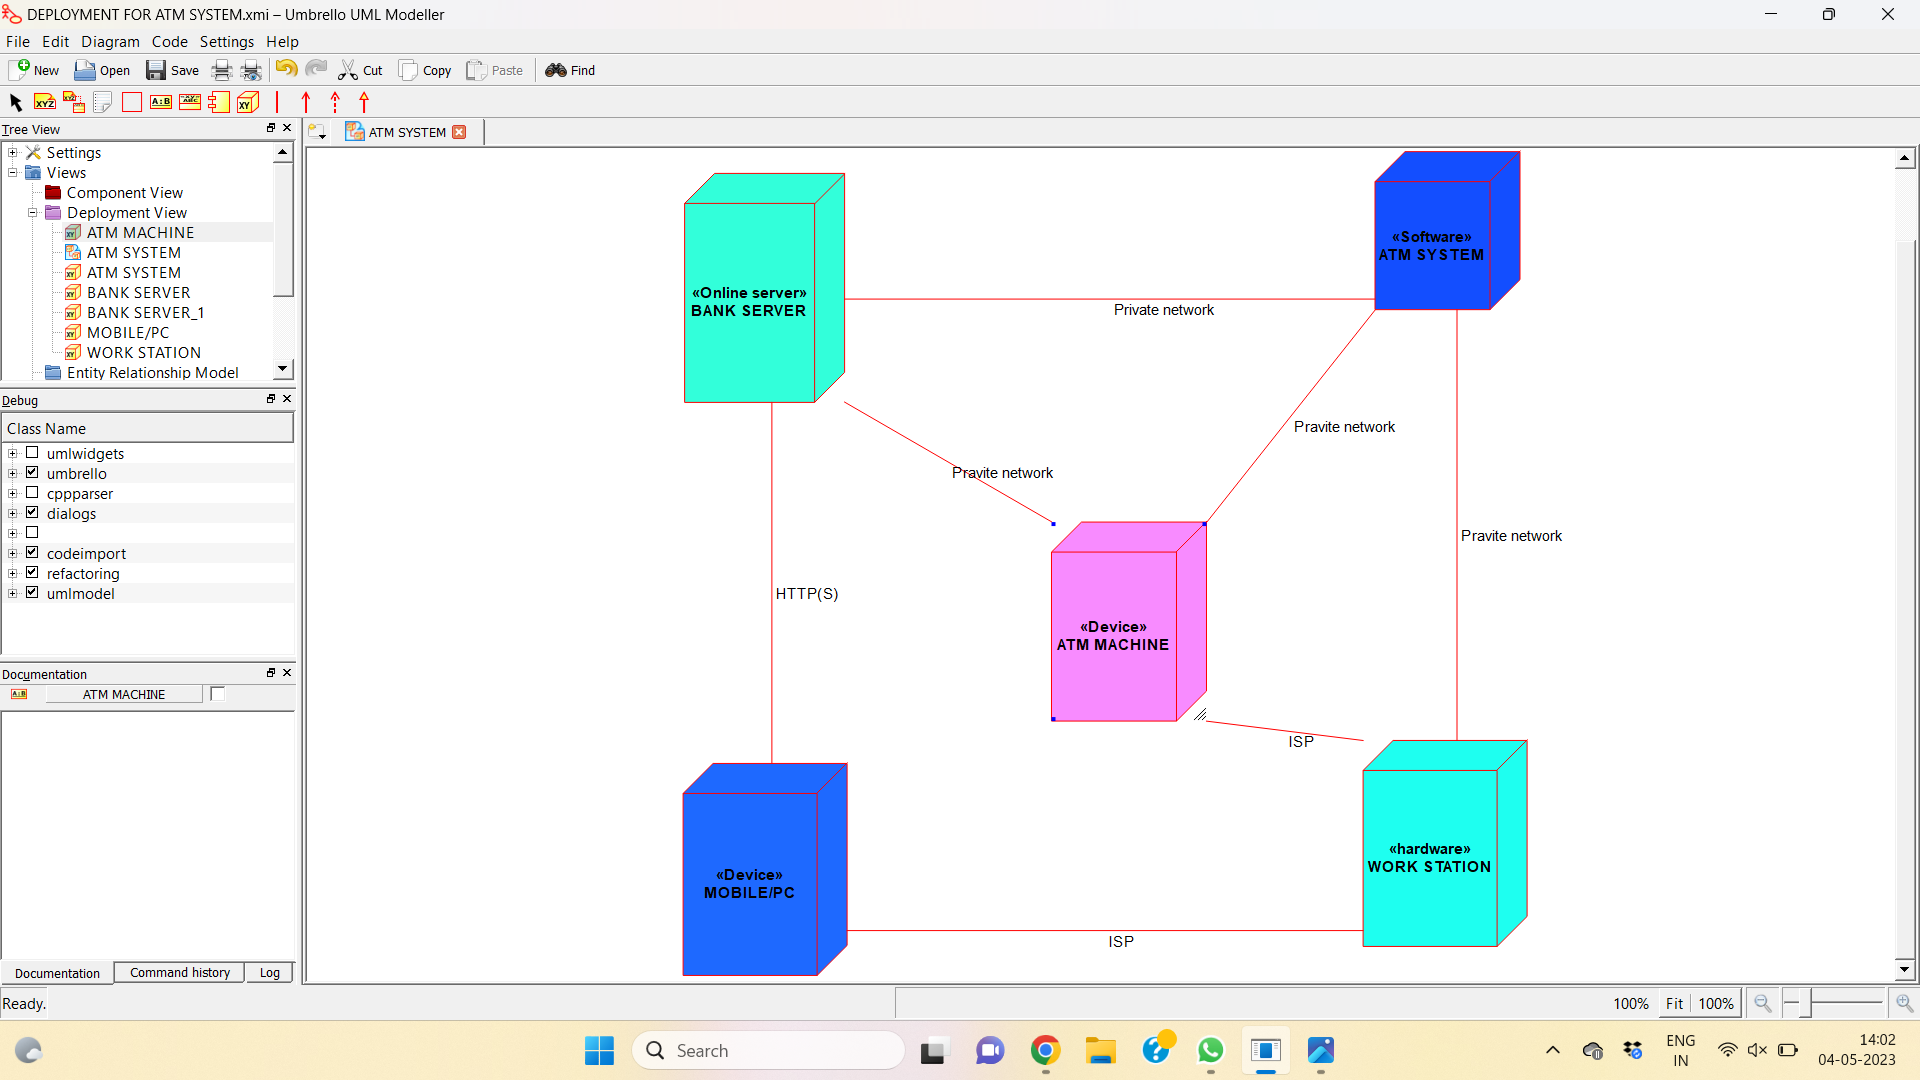 DEPLOYMENT FOR ATM SYSTEM.xmi – Umbrello UML Modeller
File Edit Diagram Code Settings Help
New Open Save Cut Copy Paste Find
XYZ XYZ A:B ABC XY
Tree View
Settings
Views
Component View
Deployment View
ATM MACHINE
ATM SYSTEM
ATM SYSTEM
BANK SERVER
BANK SERVER_1
MOBILE/PC
WORK STATION
Entity Relationship Model
Debug
Class Name
umlwidgets
umbrello
cppparser
dialogs
codeimport
refactoring
umlmodel
Documentation
A:B ATM MACHINE
Documentation Command history Log
Ready.
ATM SYSTEM
«Online server»
BANK SERVER
«Software»
ATM SYSTEM
Private network
Pravite network
Pravite network
Pravite network
HTTP(S)
«Device»
ATM MACHINE
ISP
«Device»
MOBILE/PC
«hardware»
WORK STATION
ISP
100% Fit 100%
Search
ENG
IN
14:02
04-05-2023